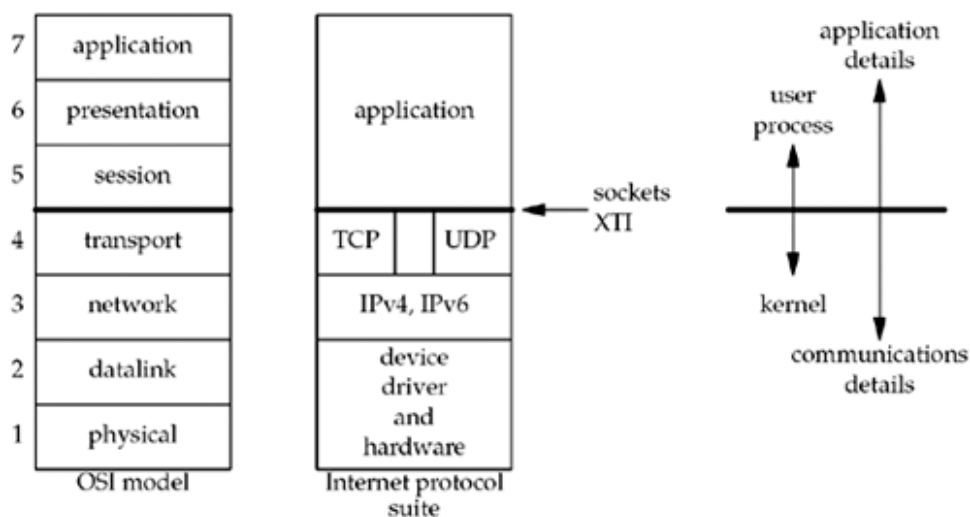 7
application
6
presentation
5
session
4
transport
3
network
2
datalink
1
physical
OSI model
application
TCP
UDP
IPv4, IPv6
device
driver
and
hardware
Internet protocol
suite
sockets
XTI
application
details
user
process
kernel
communications
details